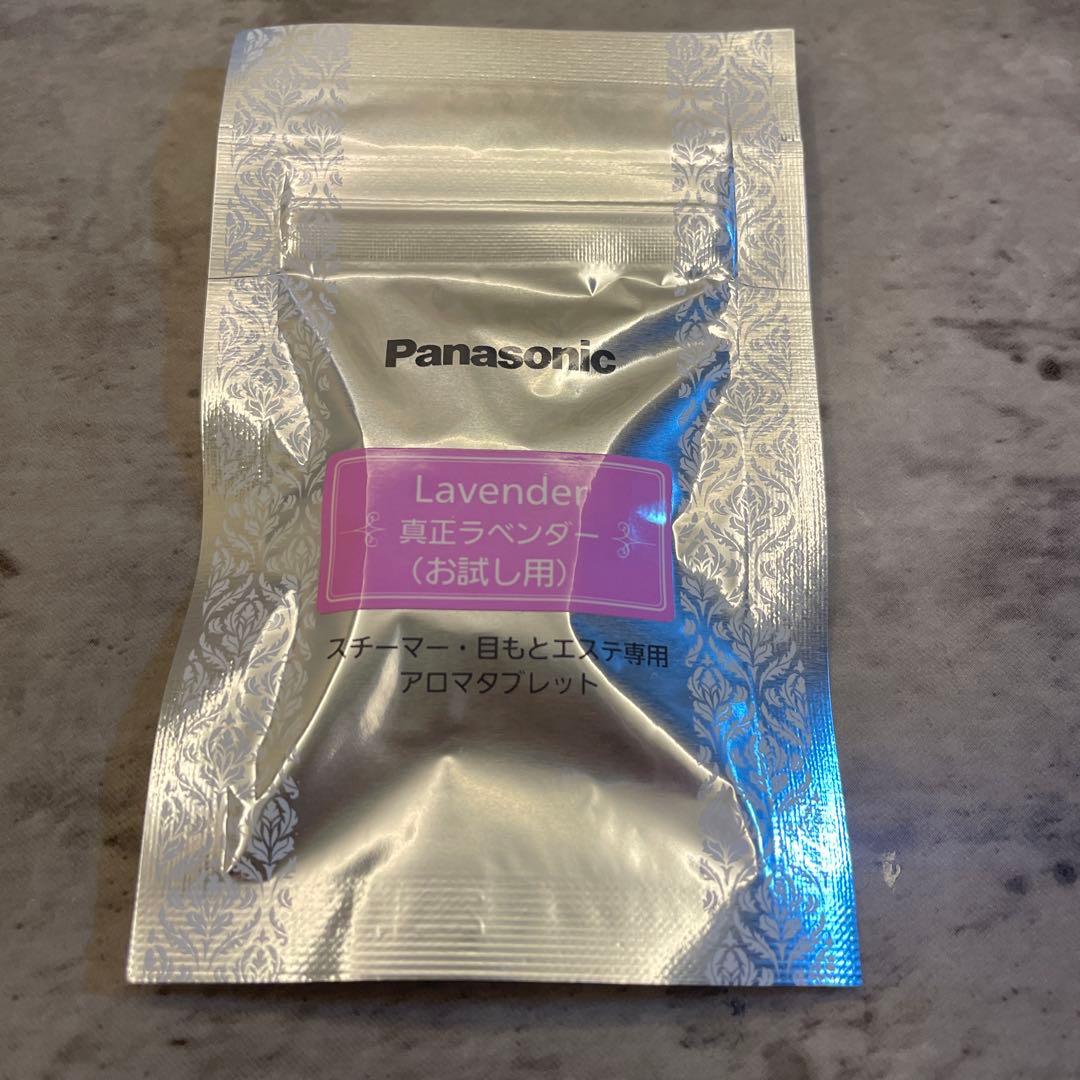 Panasonic
Lavender
真正ラベンダー
（お試し用）
スチーマー・目もとエステ専用
アロマタブレット